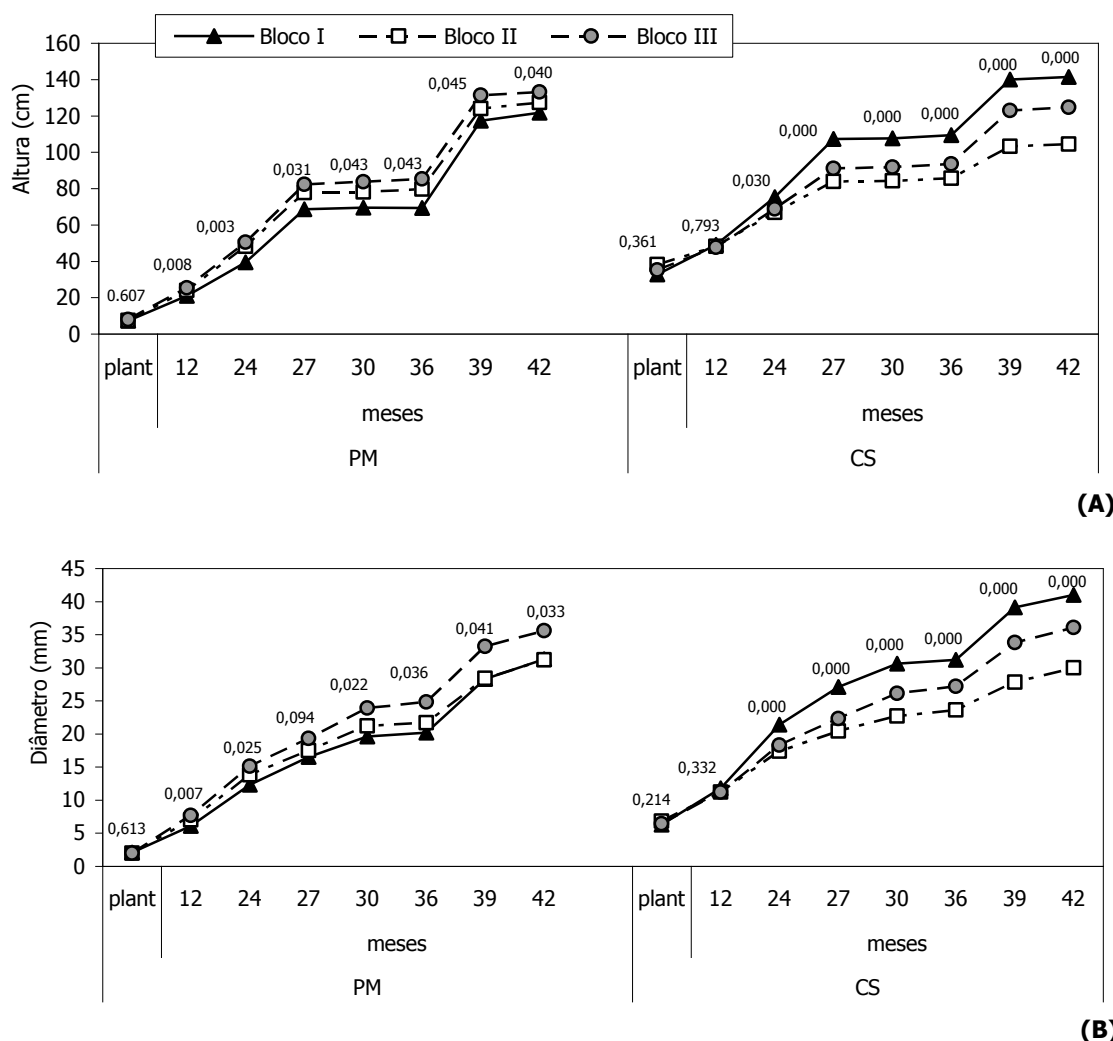 Bloco I Bloco II Bloco III
Altura (cm)
160
140
120
100
80
60
40
20
0
0.607 0,008 0,003 0,031 0,043 0,043 0,045 0,040
0,361 0,793 0,030 0,000 0,000 0,000 0,000 0,000
plant 12 24 27 30 36 39 42 plant 12 24 27 30 36 39 42
meses meses
PM CS
(A)
Diâmetro (mm)
45
40
35
30
25
20
15
10
5
0
0,613 0,007 0,025 0,094 0,022 0,036 0,041 0,033
0,214 0,332 0,000 0,000 0,000 0,000 0,000 0,000
plant 12 24 27 30 36 39 42 plant 12 24 27 30 36 39 42
meses meses
PM CS
(B)